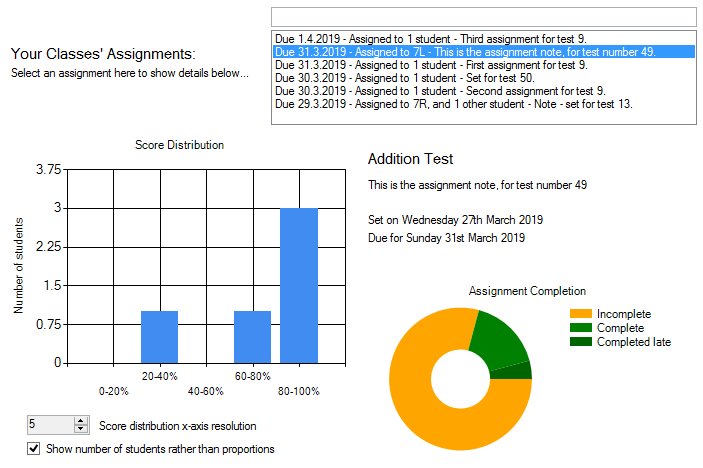 Your Classes' Assignments:
Select an assignment here to show details below...
Due 1.4.2019 - Assigned to 1 student - Third assignment for test 9.
Due 31.3.2019 - Assigned to 7L - This is the assignment note, for test number 49.
Due 31.3.2019 - Assigned to 1 student - First assignment for test 9.
Due 30.3.2019 - Assigned to 1 student - Set for test 50.
Due 30.3.2019 - Assigned to 1 student - Second assignment for test 9.
Due 29.3.2019 - Assigned to 7R, and 1 other student - Note - set for test 13.
Score Distribution
Number of students
3.75
3
2.25
1.5
0.75
0
20-40%
60-80%
0-20%
40-60%
80-100%
5
Score distribution x-axis resolution
Show number of students rather than proportions
Addition Test
This is the assignment note, for test number 49
Set on Wednesday 27th March 2019
Due for Sunday 31st March 2019
Assignment Completion
Incomplete
Complete
Completed late